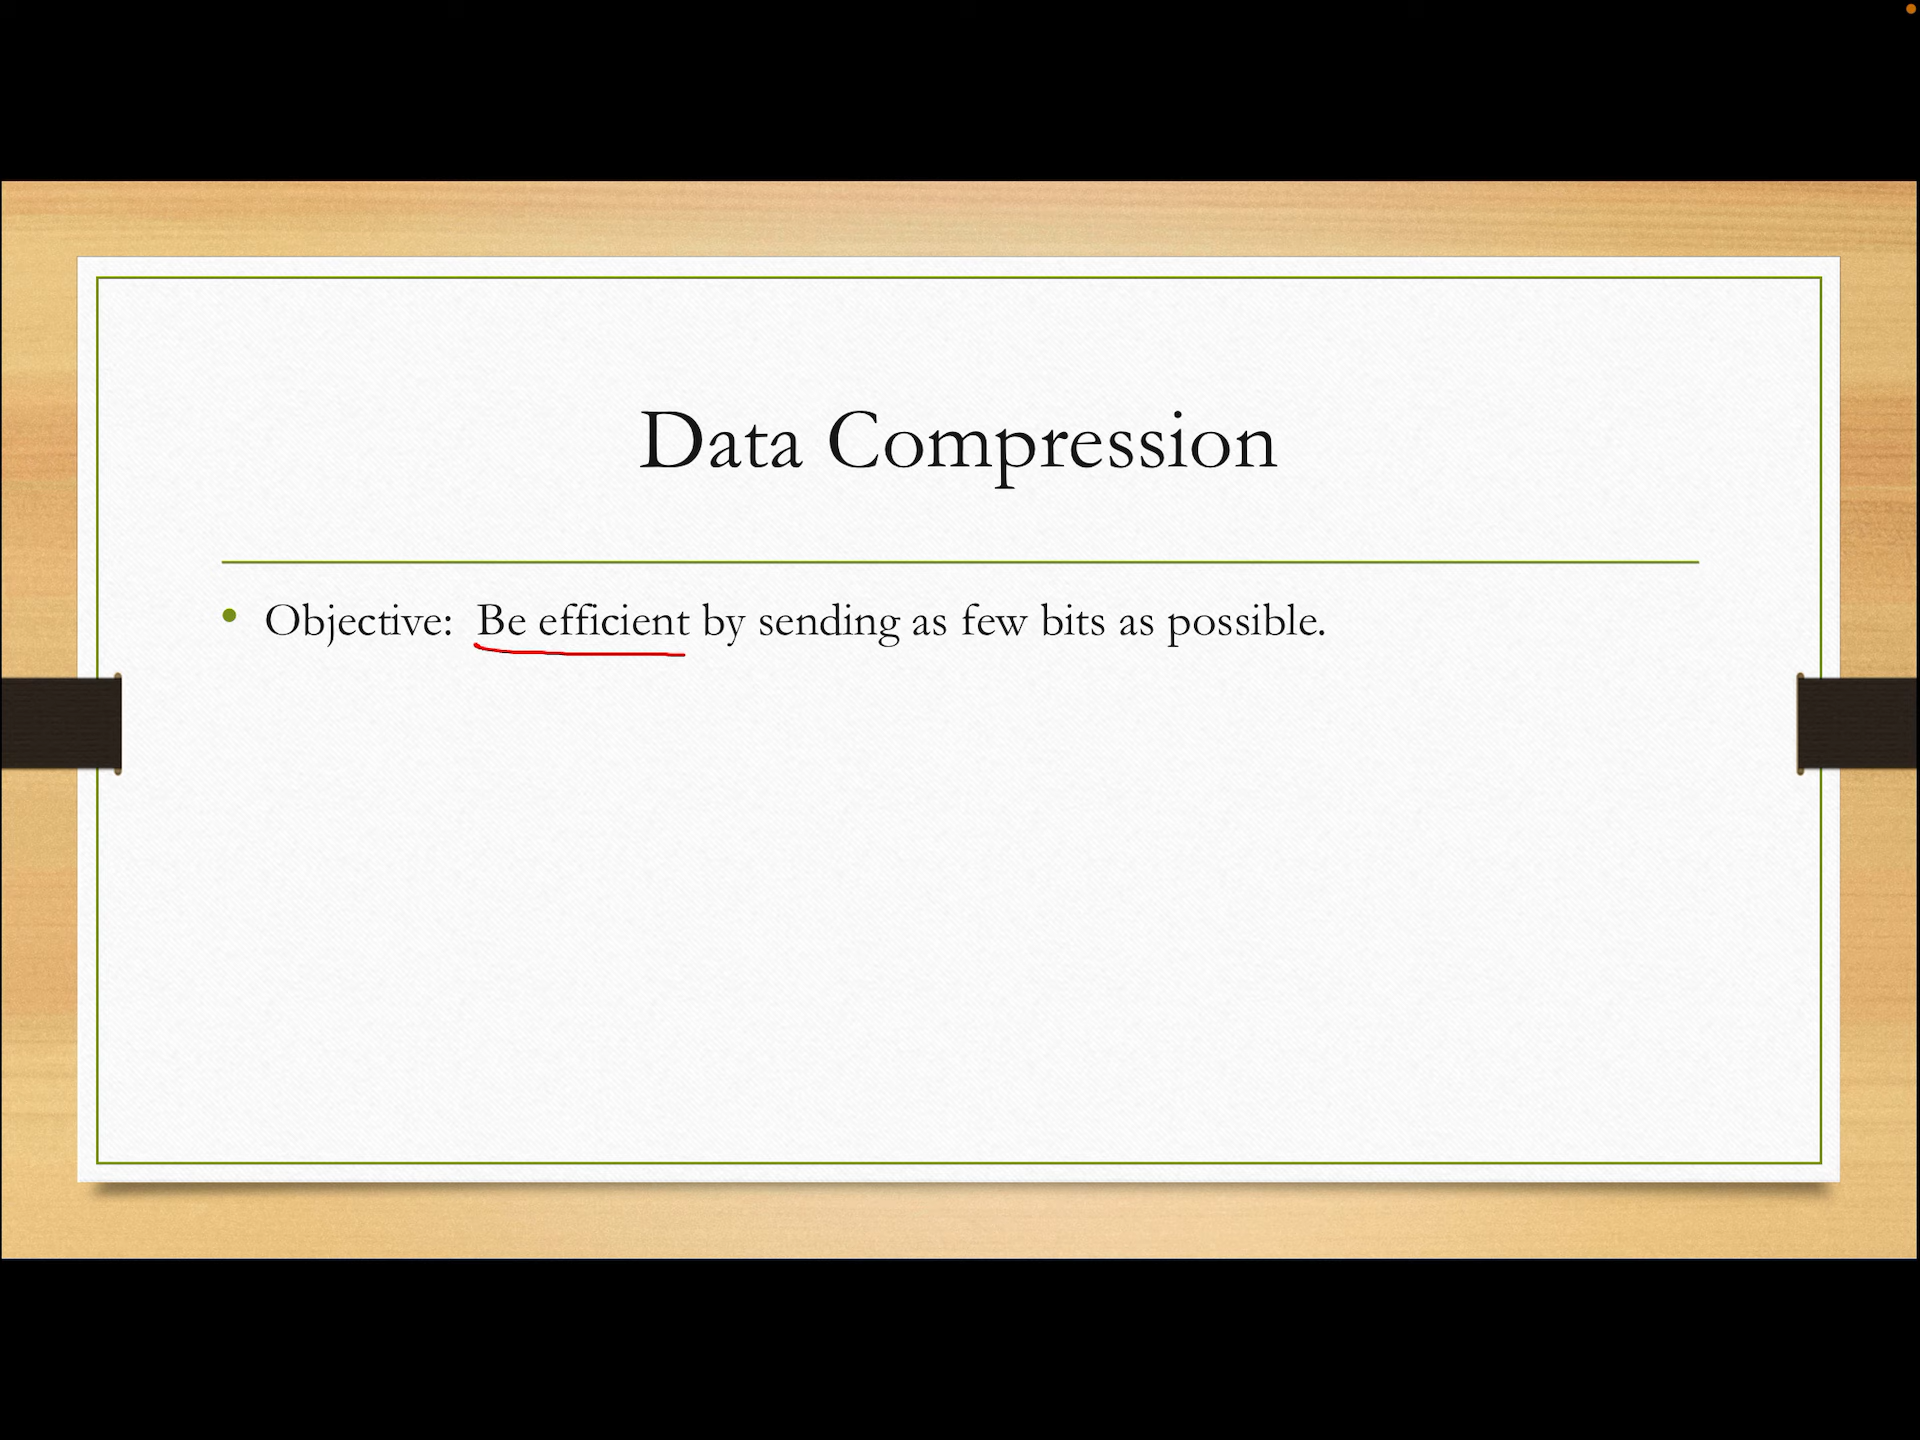 Data Compression
• Objective:  Be efficient by sending as few bits as possible.